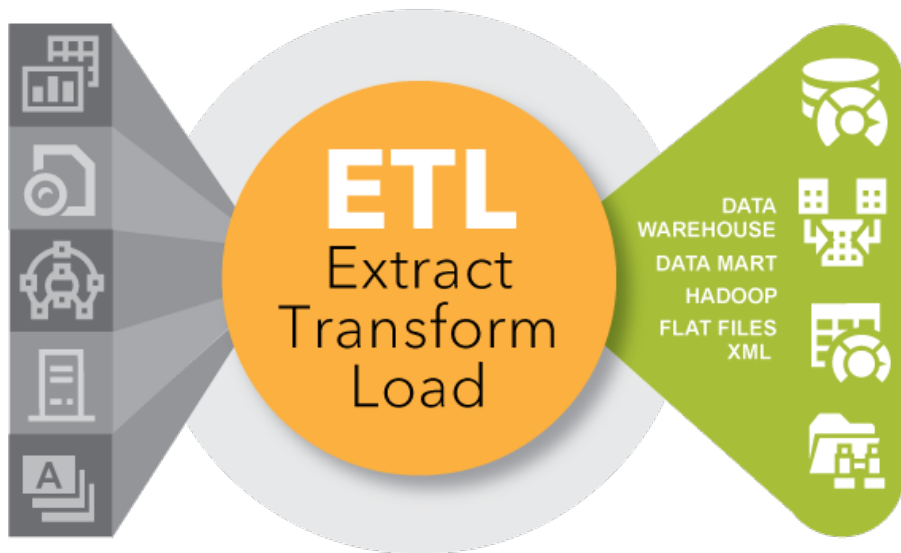 ETL
Extract
Transform
Load
DATA
WAREHOUSE
DATA MART
HADOOP
FLAT FILES
XML
A